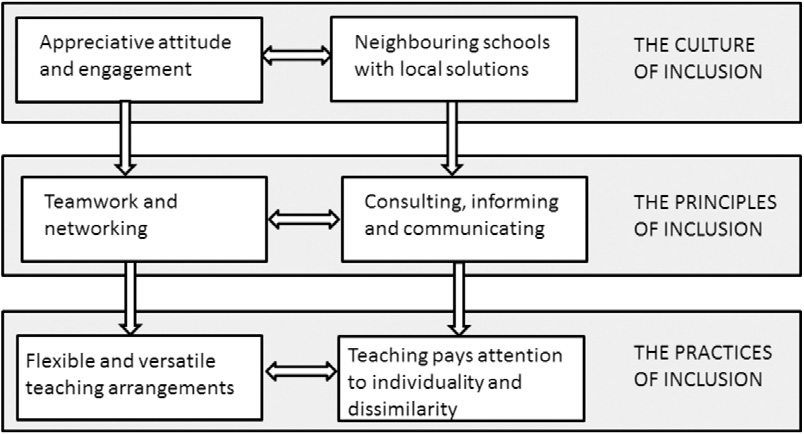 Appreciative attitude
and engagement
Neighbouring schools
with local solutions
THE CULTURE
OF INCLUSION
Teamwork and
networking
Consulting, informing
and communicating
THE PRINCIPLES
OF INCLUSION
Flexible and versatile
teaching arrangements
Teaching pays attention
to individuality and
dissimilarity
THE PRACTICES
OF INCLUSION